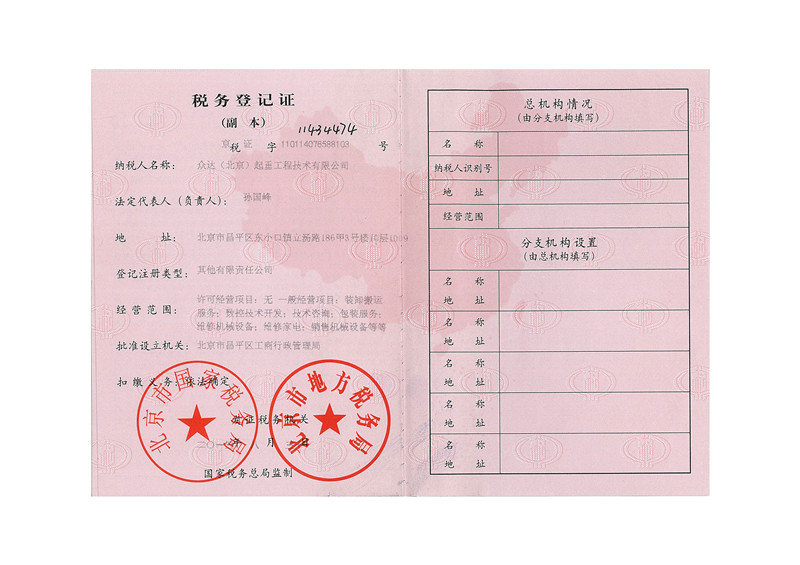 税务登记证
(副 本)
11434474
京 税 证 字 110114076588103 号
纳税人名称: 众达(北京)起重工程技术有限公司
法定代表人(负责人): 孙国峰
地 址: 北京市昌平区东小口镇立汤路186甲3号楼10层1009
登记注册类型: 其他有限责任公司
经营范围: 许可经营项目:无 一般经营项目:装卸搬运
服务;数控技术开发;技术咨询;包装服务;
维修机械设备;维修家电;销售机械设备等等
批准设立机关: 北京市昌平区工商行政管理局
扣缴义务: 依法确定
北京市国家税务局
北京市地方税务局
发证税务机关
年 八 月 日
国家税务总局监制
总机构情况
(由分支机构填写)
名 称
纳税人识别号
地 址
经营范围
分支机构设置
(由总机构填写)
名 称
地 址
名 称
地 址
名 称
地 址
名 称
地 址
名 称
地 址